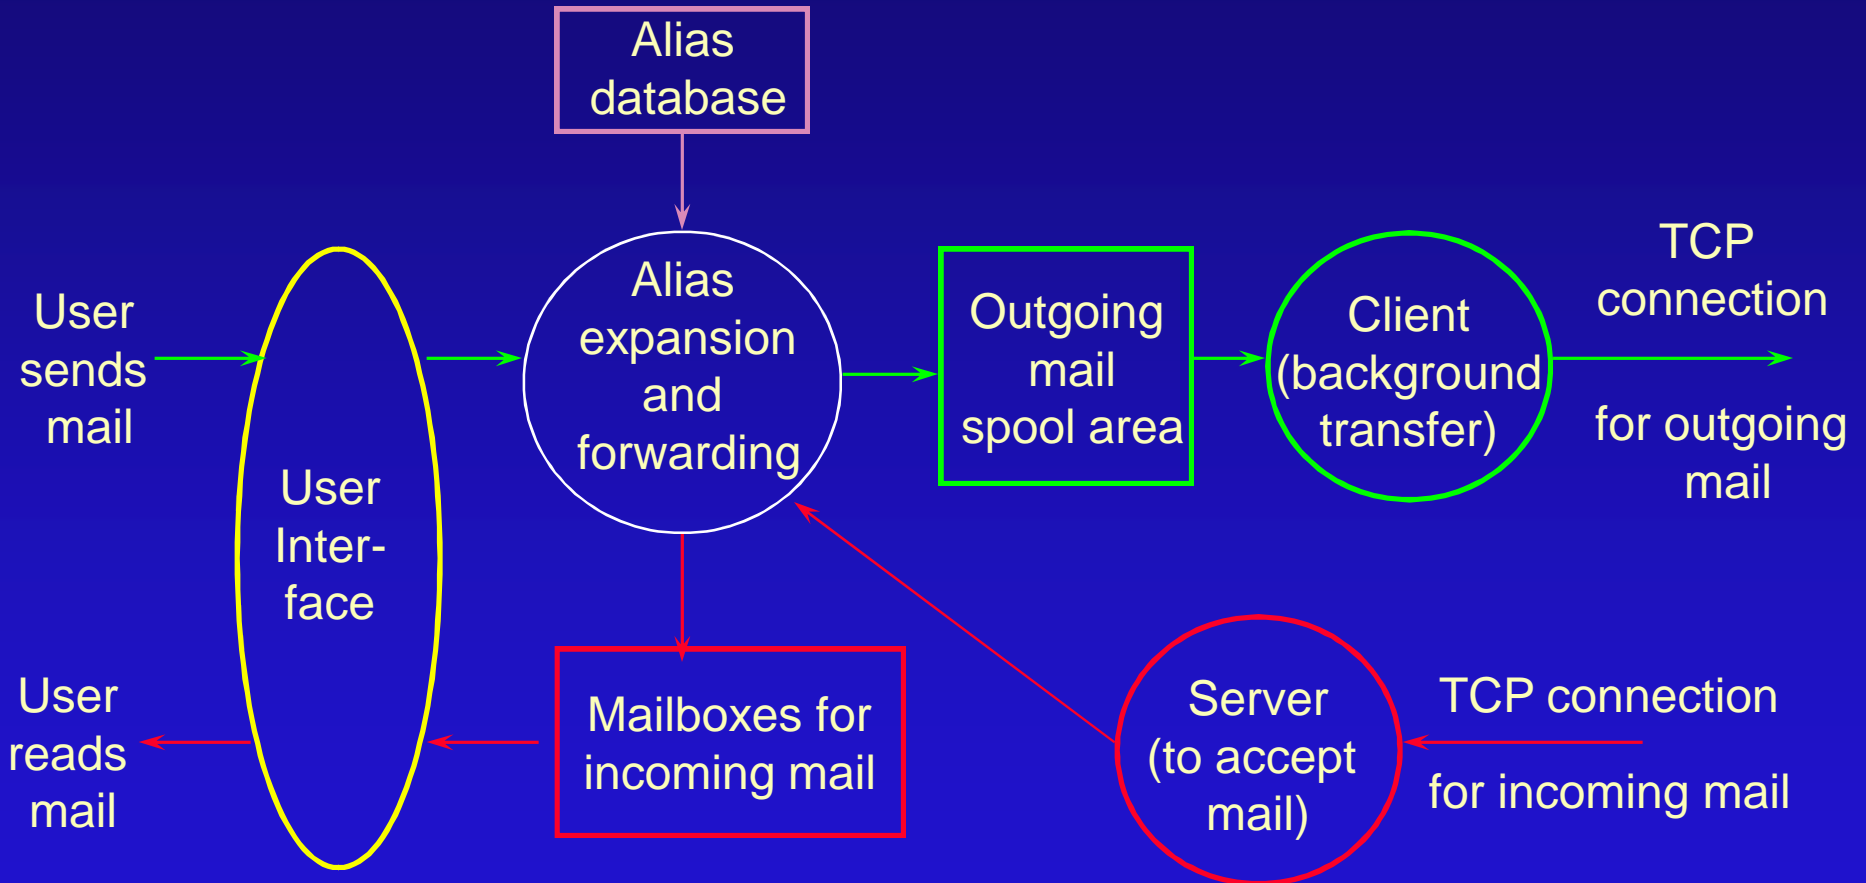 Alias
database
User
sends
mail
User
Inter-
face
Alias
expansion
and
forwarding
Outgoing
mail
spool area
Client
(background
transfer)
TCP
connection
for outgoing
mail
User
reads
mail
Mailboxes for
incoming mail
Server
(to accept
mail)
TCP connection
for incoming mail